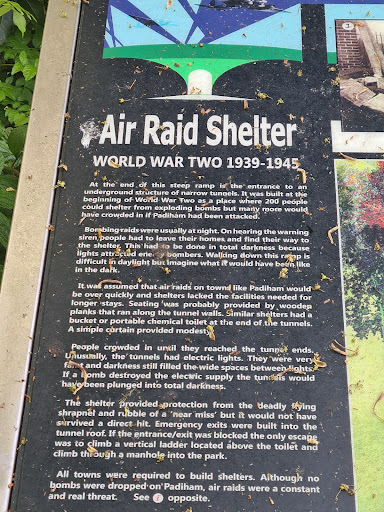 3
Air Raid Shelter
WORLD WAR TWO 1939-1945
At the end of this steep ramp is the entrance to an
underground structure of narrow tunnels. It was built at the
beginning of World War Two as a place where 200 people
could shelter from exploding bombs but many more would
have crowded in if Padiham had been attacked.
Bombing raids were usually at night. On hearing the warning
siren people had to leave their homes and find their way to
the shelter. This had to be done in total darkness because
lights attracted enemy bombers. Walking down this ramp is
difficult in daylight but imagine what it would have been like
in the dark.
It was assumed that air raids on towns like Padiham would
be over quickly and shelters lacked the facilities needed for
longer stays. Seating was probably provided by wooden
planks that ran along the tunnel walls. Similar shelters had a
bucket or portable chemical toilet at the end of the tunnels.
A simple curtain provided modesty.
People crowded in until they reached the tunnel ends.
Unusually, the tunnels had electric lights. They were very
faint and darkness still filled the wide spaces between lights.
If a bomb destroyed the electric supply the tunnels would
have been plunged into total darkness.
The shelter provided protection from the deadly flying
shrapnel and rubble of a 'near miss' but it would not have
survived a direct hit. Emergency exits were built into the
tunnel roof. If the entrance/exit was blocked the only escape
was to climb a vertical ladder located above the toilet and
climb through a manhole into the park.
All towns were required to build shelters. Although no
bombs were dropped on Padiham, air raids were a constant
and real threat. See 1 opposite.